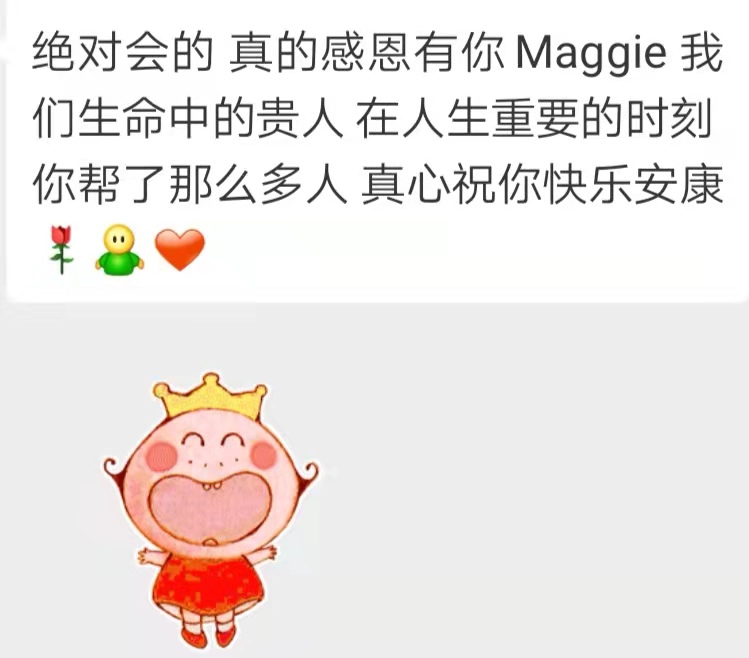 绝对会的 真的感恩有你 Maggie 我
们生命中的贵人 在人生重要的时刻
你帮了那么多人 真心祝你快乐安康